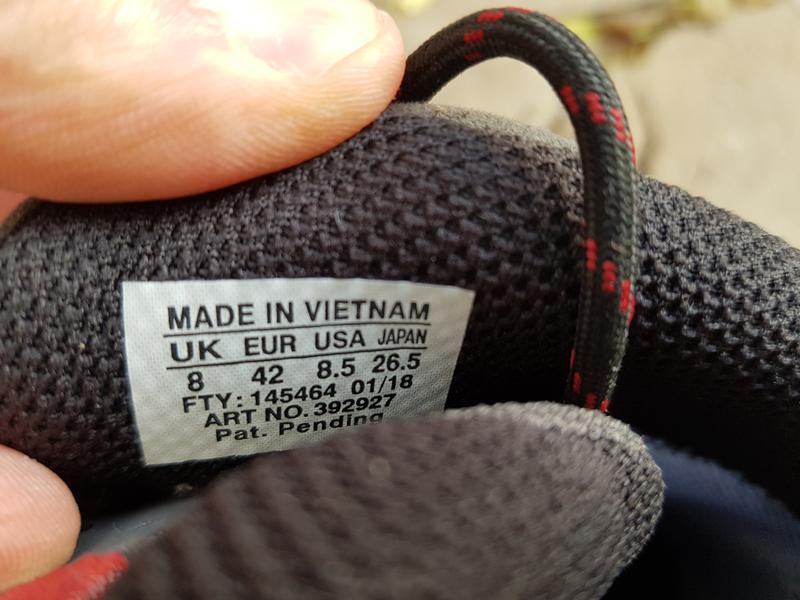 MADE IN VIETNAM
UK EUR USA JAPAN
8 42 8.5 26.5
FTY: 145464 01/18
ART NO. 392927
Pat. Pending